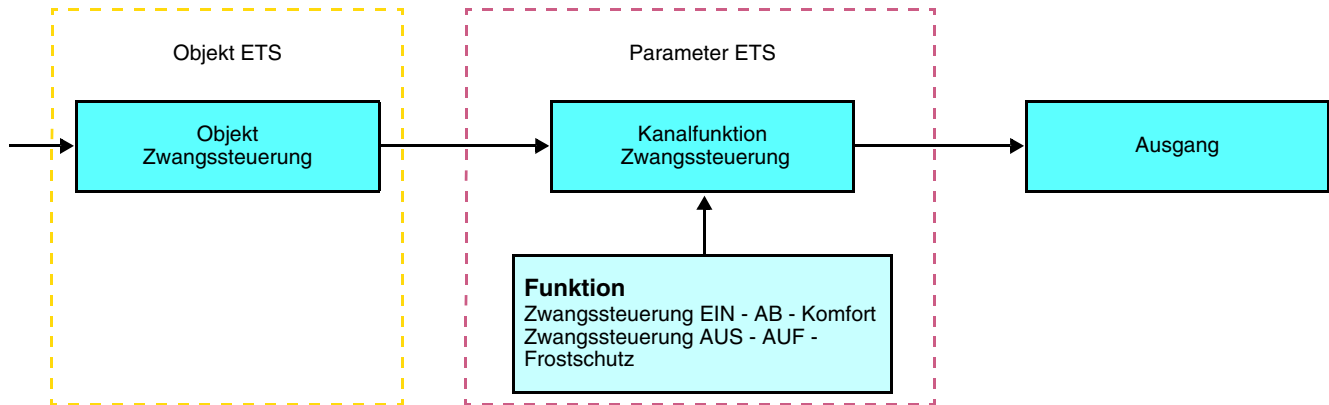 Objekt ETS
Parameter ETS
Objekt
Zwangssteuerung
Kanalfunktion
Zwangssteuerung
Ausgang
Funktion
Zwangssteuerung EIN - AB - Komfort
Zwangssteuerung AUS - AUF -
Frostschutz